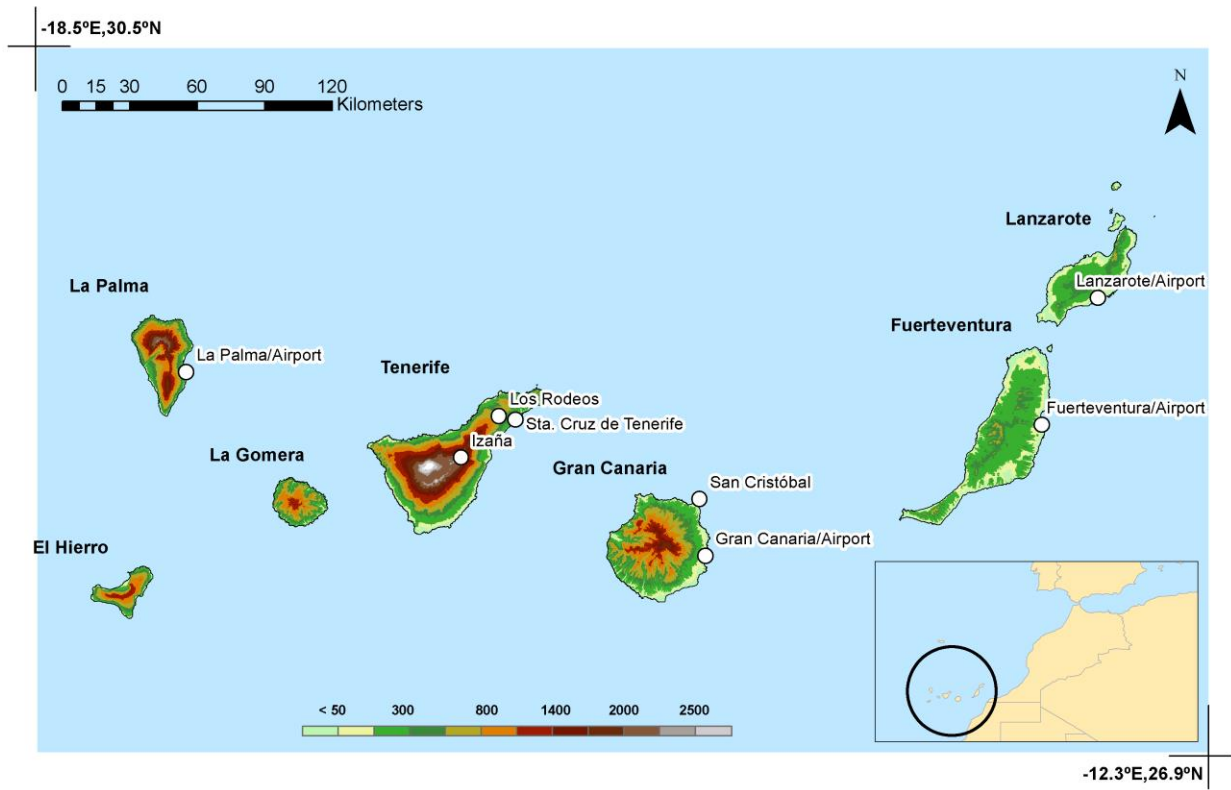 -18.5ºE,30.5ºN
0 15 30 60 90 120
Kilometers
N
Lanzarote
Lanzarote/Airport
La Palma
Fuerteventura
La Palma/Airport
Tenerife
Los Rodeos
Fuerteventura/Airport
Sta. Cruz de Tenerife
Izaña
La Gomera
Gran Canaria
San Cristóbal
Gran Canaria/Airport
El Hierro
< 50 300 800 1400 2000 2500
-12.3ºE,26.9ºN